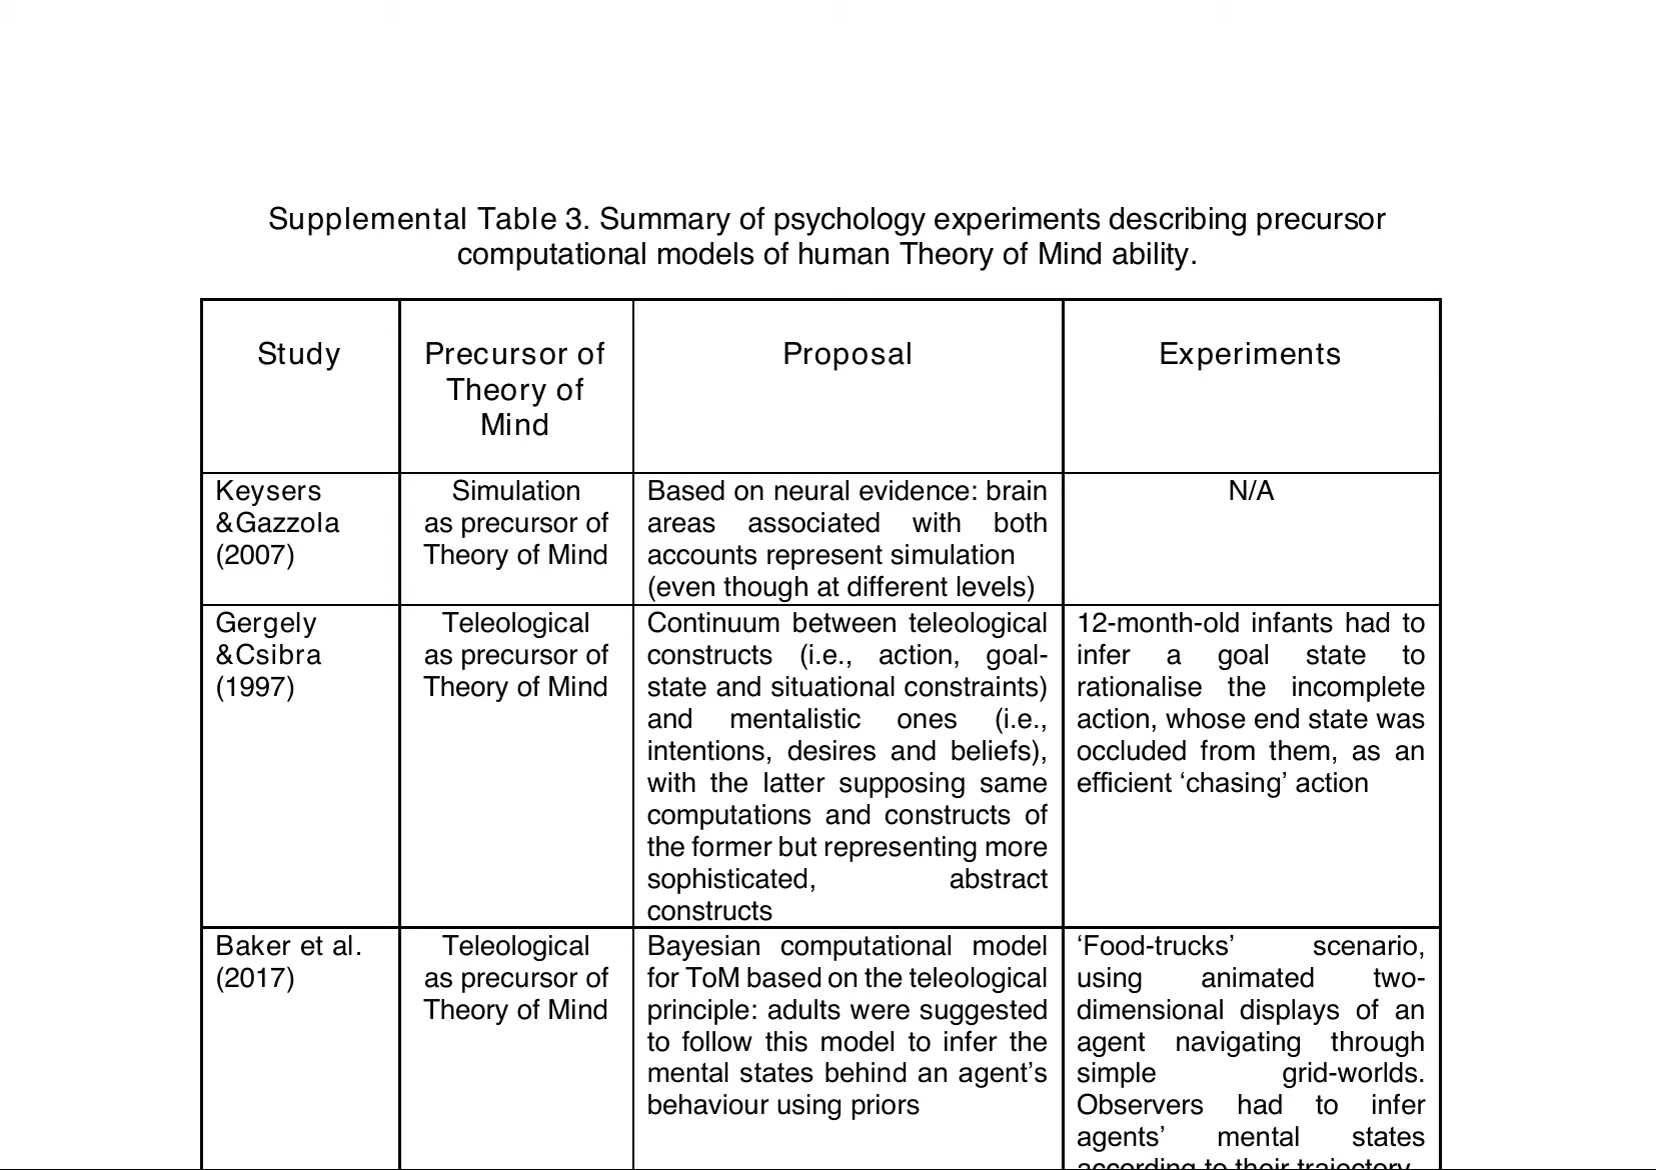 Supplemental Table 3. Summary of psychology experiments describing precursor
computational models of human Theory of Mind ability.
Study
Precursor of
Theory of
Mind
Proposal
Experiments
Keysers
&Gazzola
(2007)
Simulation
as precursor of
Theory of Mind
Based on neural evidence: brain
areas associated with both
accounts represent simulation
(even though at different levels)
N/A
Gergely
&Csibra
(1997)
Teleological
as precursor of
Theory of Mind
Continuum between teleological
constructs (i.e., action, goal-
state and situational constraints)
and mentalistic ones (i.e.,
intentions, desires and beliefs),
with the latter supposing same
computations and constructs of
the former but representing more
sophisticated, abstract
constructs
12-month-old infants had to
infer a goal state to
rationalise the incomplete
action, whose end state was
occluded from them, as an
efficient ‘chasing’ action
Baker et al.
(2017)
Teleological
as precursor of
Theory of Mind
Bayesian computational model
for ToM based on the teleological
principle: adults were suggested
to follow this model to infer the
mental states behind an agent’s
behaviour using priors
‘Food-trucks’ scenario,
using animated two-
dimensional displays of an
agent navigating through
simple grid-worlds.
Observers had to infer
agents’ mental states
according to their trajectory